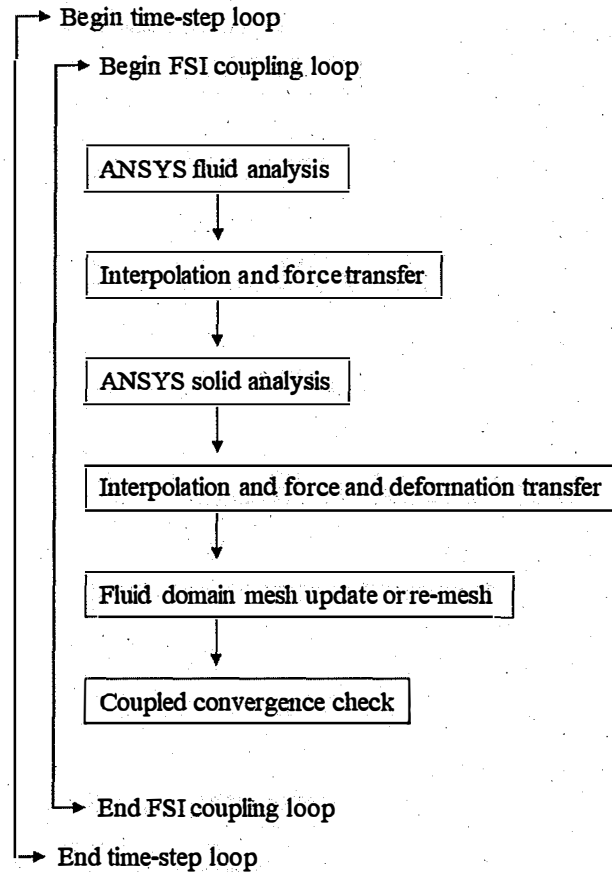 Begin time-step loop
Begin FSI coupling loop
ANSYS fluid analysis
Interpolation and force transfer
ANSYS solid analysis
Interpolation and force and deformation transfer
Fluid domain mesh update or re-mesh
Coupled convergence check
End FSI coupling loop
End time-step loop